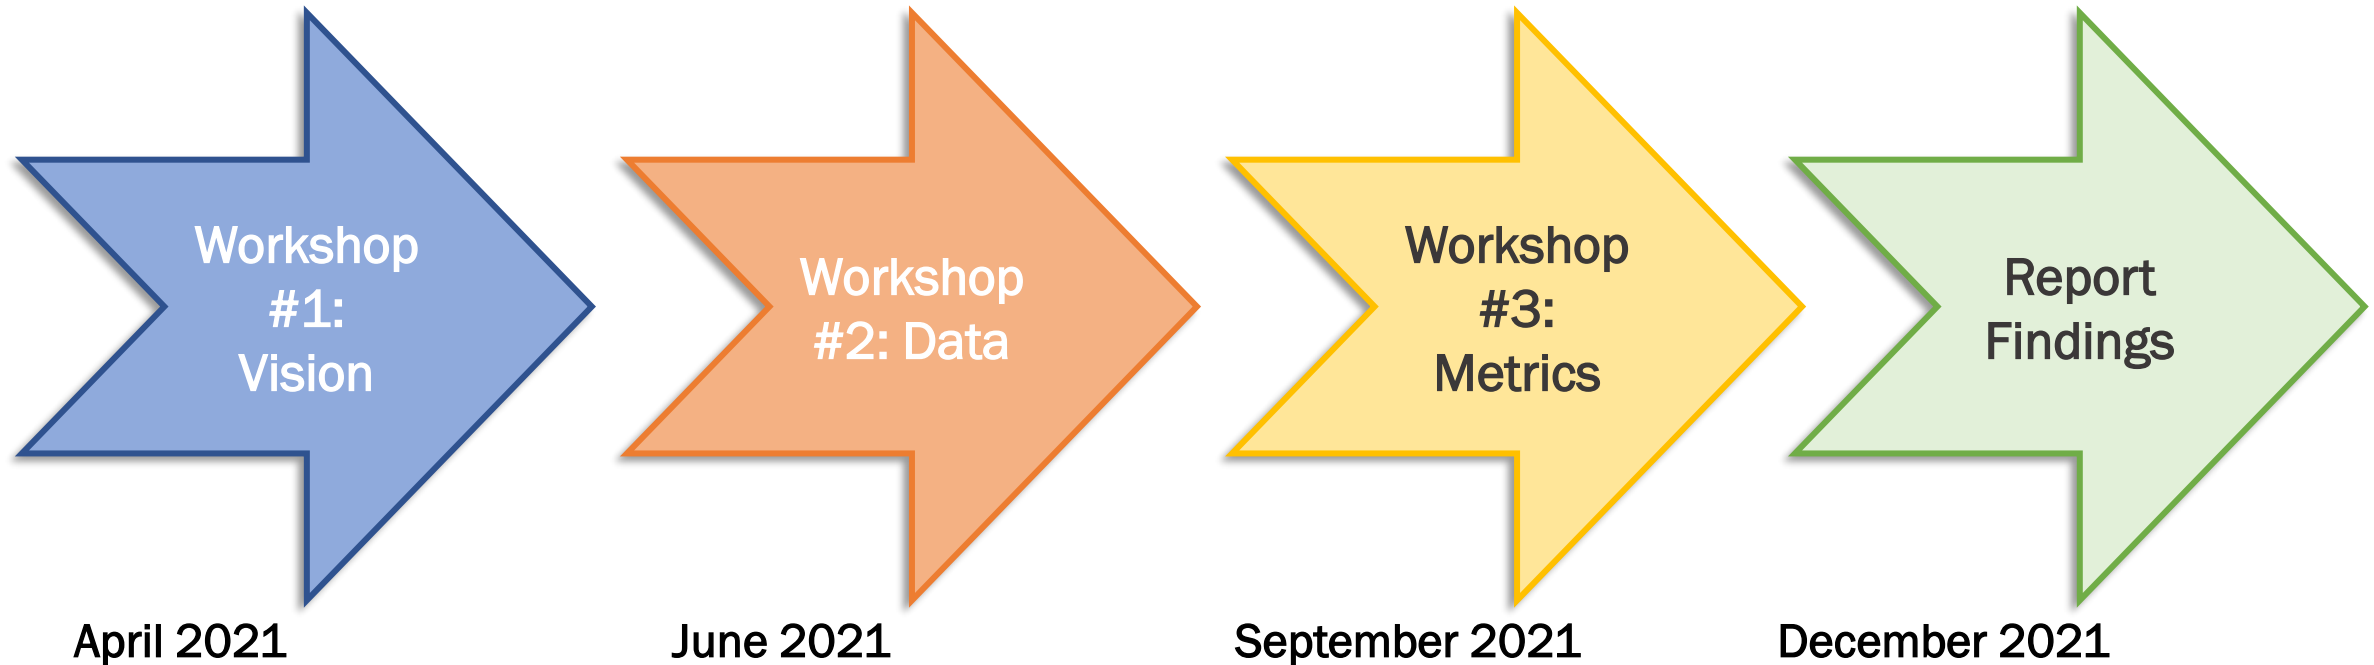 Workshop
#1:
Vision
Workshop
#2: Data
Workshop
#3:
Metrics
Report
Findings
April 2021
June 2021
September 2021
December 2021